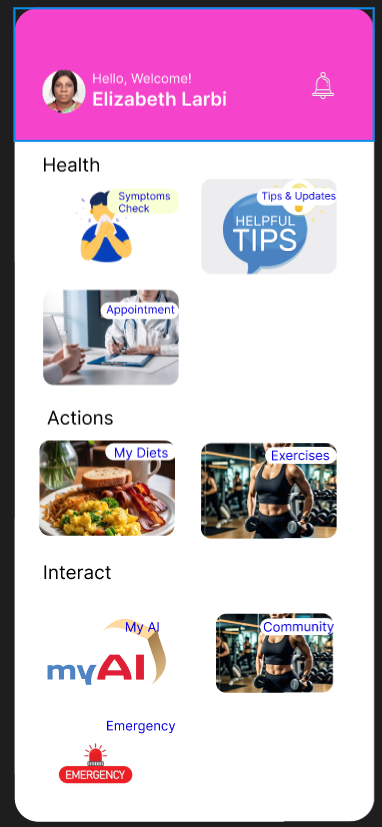 Hello, Welcome!
Elizabeth Larbi
Health
Symptoms
Check
Tips & Updates
HELPFUL
TIPS
Appointment
Actions
My Diets
Exercises
Interact
My AI
Community
myAI
Emergency
EMERGENCY